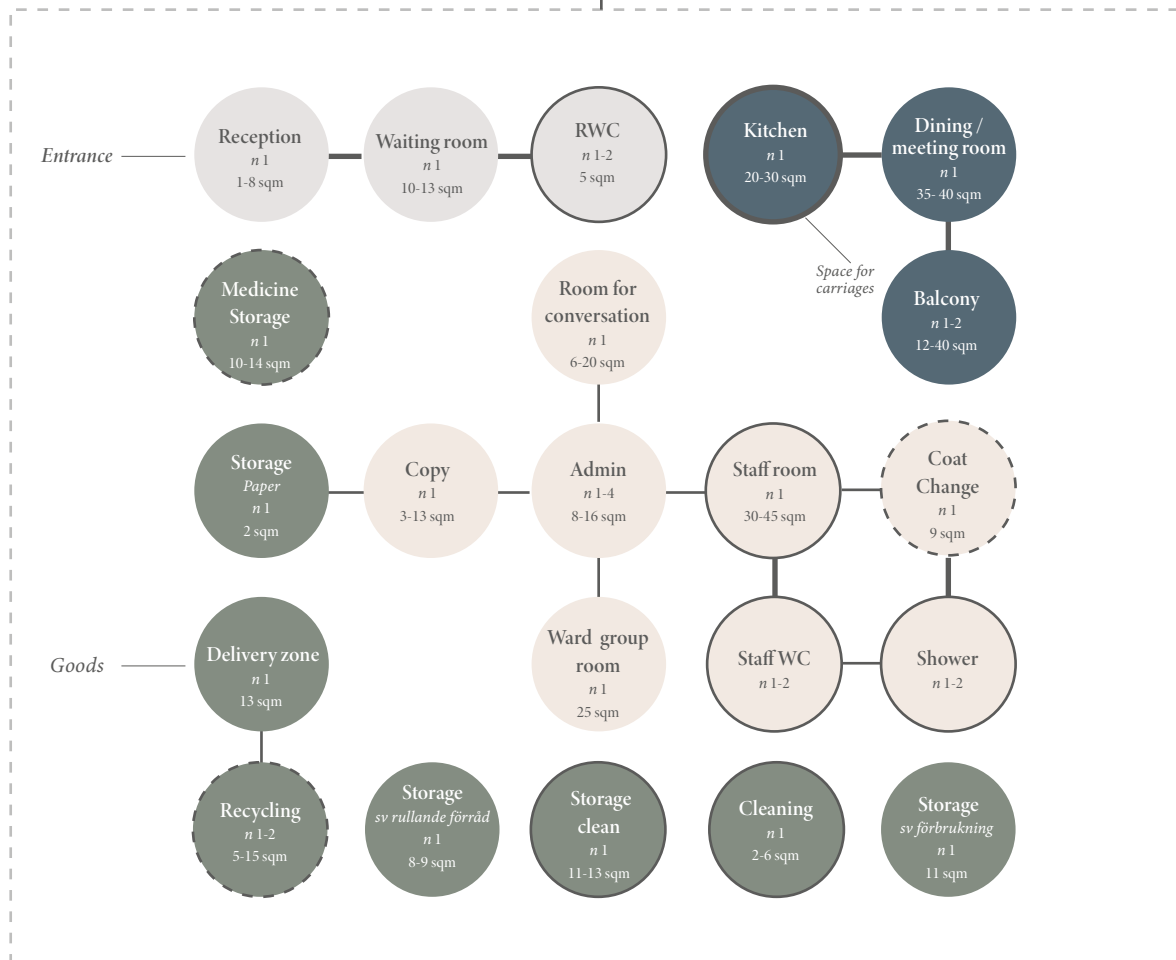 Entrance
Reception
n 1
1-8 sqm
Waiting room
n 1
10-13 sqm
RWC
n 1-2
5 sqm
Kitchen
n 1
20-30 sqm
Dining /
meeting room
n 1
35- 40 sqm
Space for
carriages
Medicine
Storage
n 1
10-14 sqm
Room for
conversation
n 1
6-20 sqm
Balcony
n 1-2
12-40 sqm
Storage
Paper
n 1
2 sqm
Copy
n 1
3-13 sqm
Admin
n 1-4
8-16 sqm
Staff room
n 1
30-45 sqm
Coat
Change
n 1
9 sqm
Goods
Delivery zone
n 1
13 sqm
Ward group
room
n 1
25 sqm
Staff WC
n 1-2
Shower
n 1-2
Recycling
n 1-2
5-15 sqm
Storage
sv rullande förråd
n 1
8-9 sqm
Storage
clean
n 1
11-13 sqm
Cleaning
n 1
2-6 sqm
Storage
sv förbrukning
n 1
11 sqm